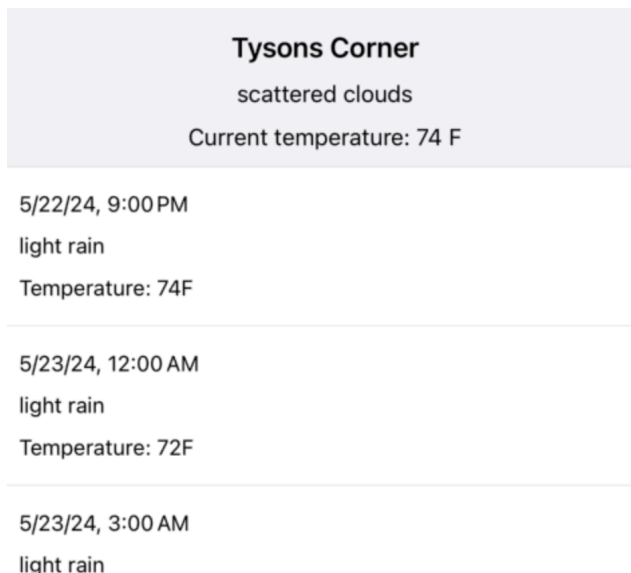 Tysons Corner
scattered clouds
Current temperature: 74 F
5/22/24, 9:00 PM
light rain
Temperature: 74F
5/23/24, 12:00 AM
light rain
Temperature: 72F
5/23/24, 3:00 AM
light rain